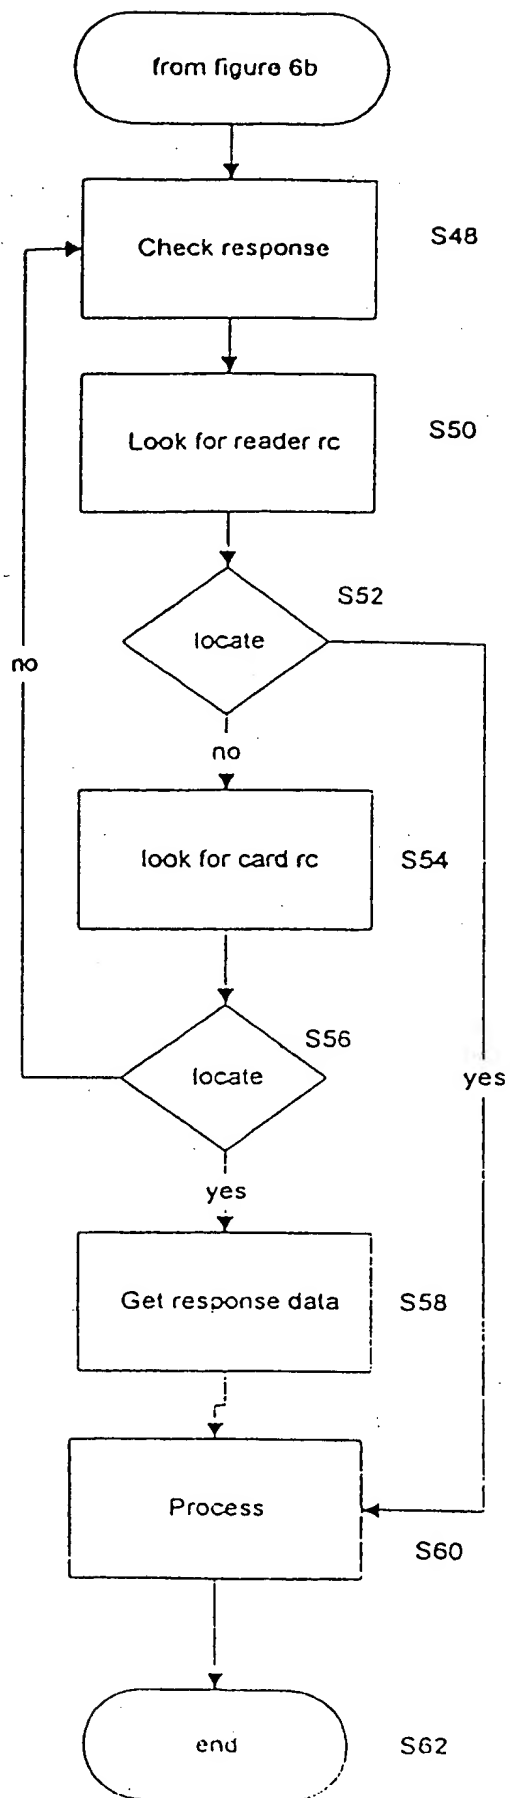 from figure 6b
Check response
S48
Look for reader rc
S50
S52
locate
no
no
look for card rc
S54
S56
locate
yes
yes
Get response data
S58
Process
S60
end
S62